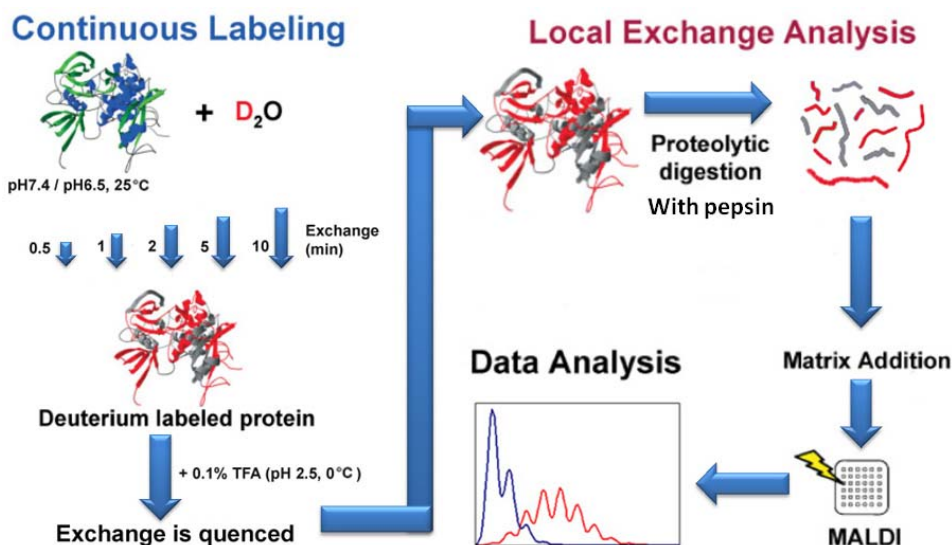 Continuous Labeling
+ D₂O
pH7.4 / pH6.5, 25°C
0.5 1 2 5 10 Exchange
(min)
Deuterium labeled protein
+ 0.1% TFA (pH 2.5, 0°C )
Exchange is quenced
Local Exchange Analysis
Proteolytic
digestion
With pepsin
Matrix Addition
MALDI
Data Analysis